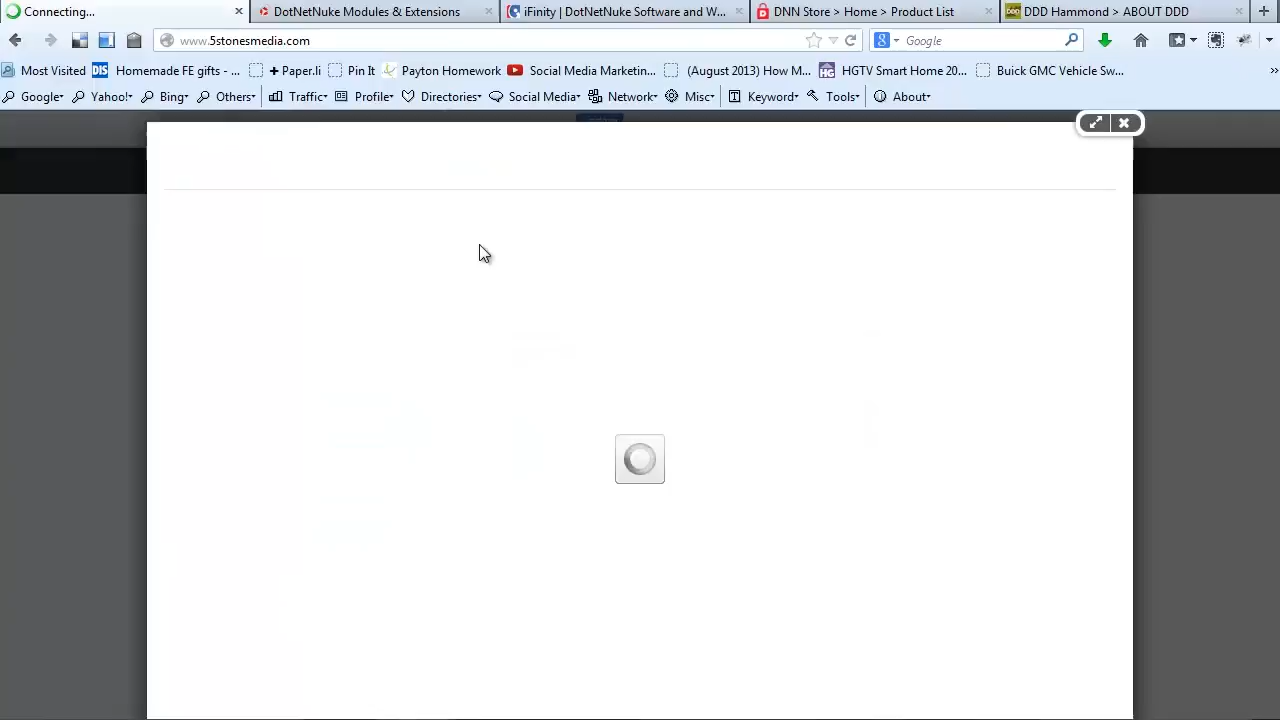 Connecting... DotNetNuke Modules & Extensions iFinity | DotNetNuke Software and W... DNN Store > Home > Product List DDD Hammond > ABOUT DDD
www.5stonesmedia.com Google
Most Visited Homemade FE gifts - ... + Paper.li Pin It Payton Homework Social Media Marketin... (August 2013) How M... HGTV Smart Home 20... Buick GMC Vehicle Sw...
Google Yahoo! Bing Others Traffic Profile Directories Social Media Network Misc Keyword Tools About